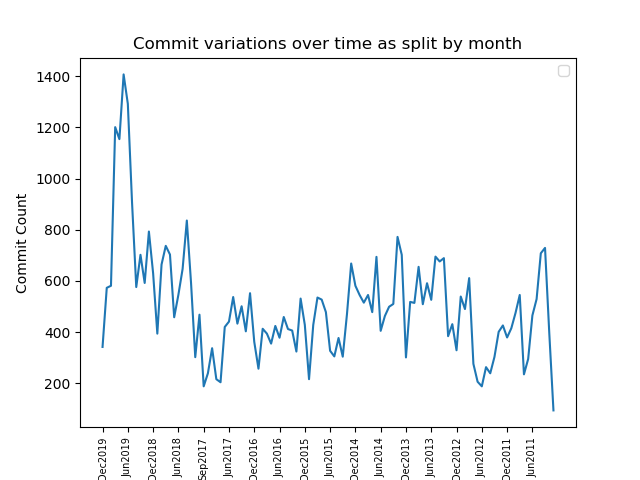 Commit variations over time as split by month
1400
1200
1000
800
600
400
200
Commit Count
Dec2019
Jun2019
Dec2018
Jun2018
Sep2017
Jun2017
Dec2016
Jun2016
Dec2015
Jun2015
Dec2014
Jun2014
Dec2013
Jun2013
Dec2012
Jun2012
Dec2011
Jun2011